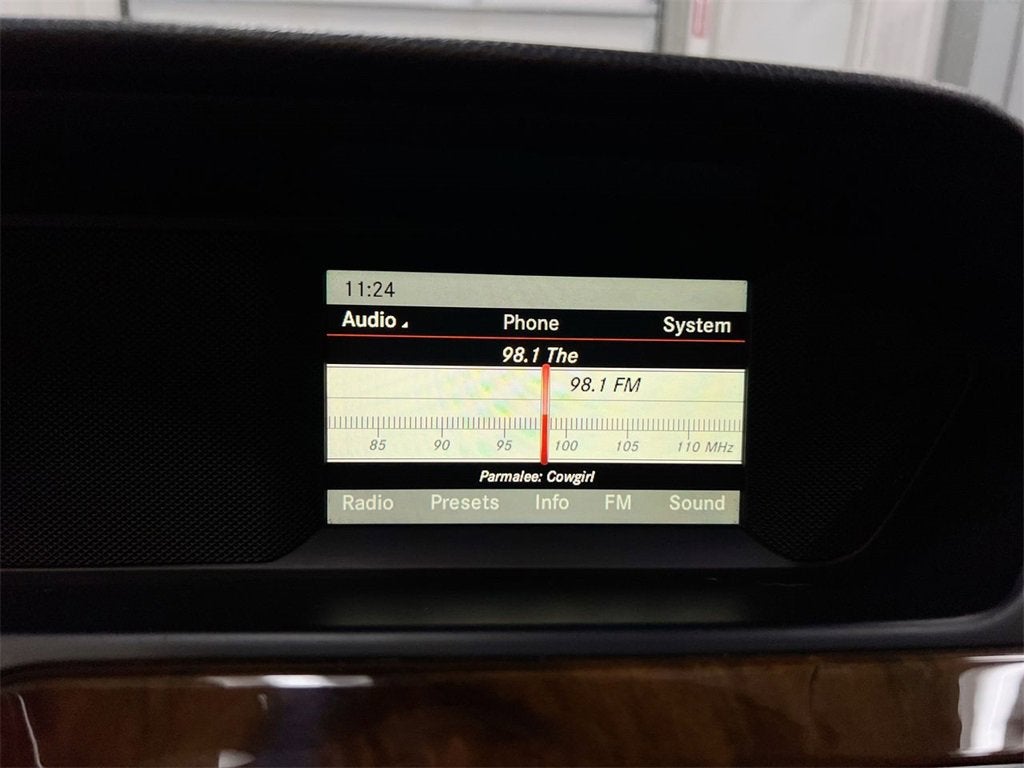 11:24
Audio Phone System
98.1 The
98.1 FM
85 90 95 100 105 110 MHz
Parmalee: Cowgirl
Radio Presets Info FM Sound